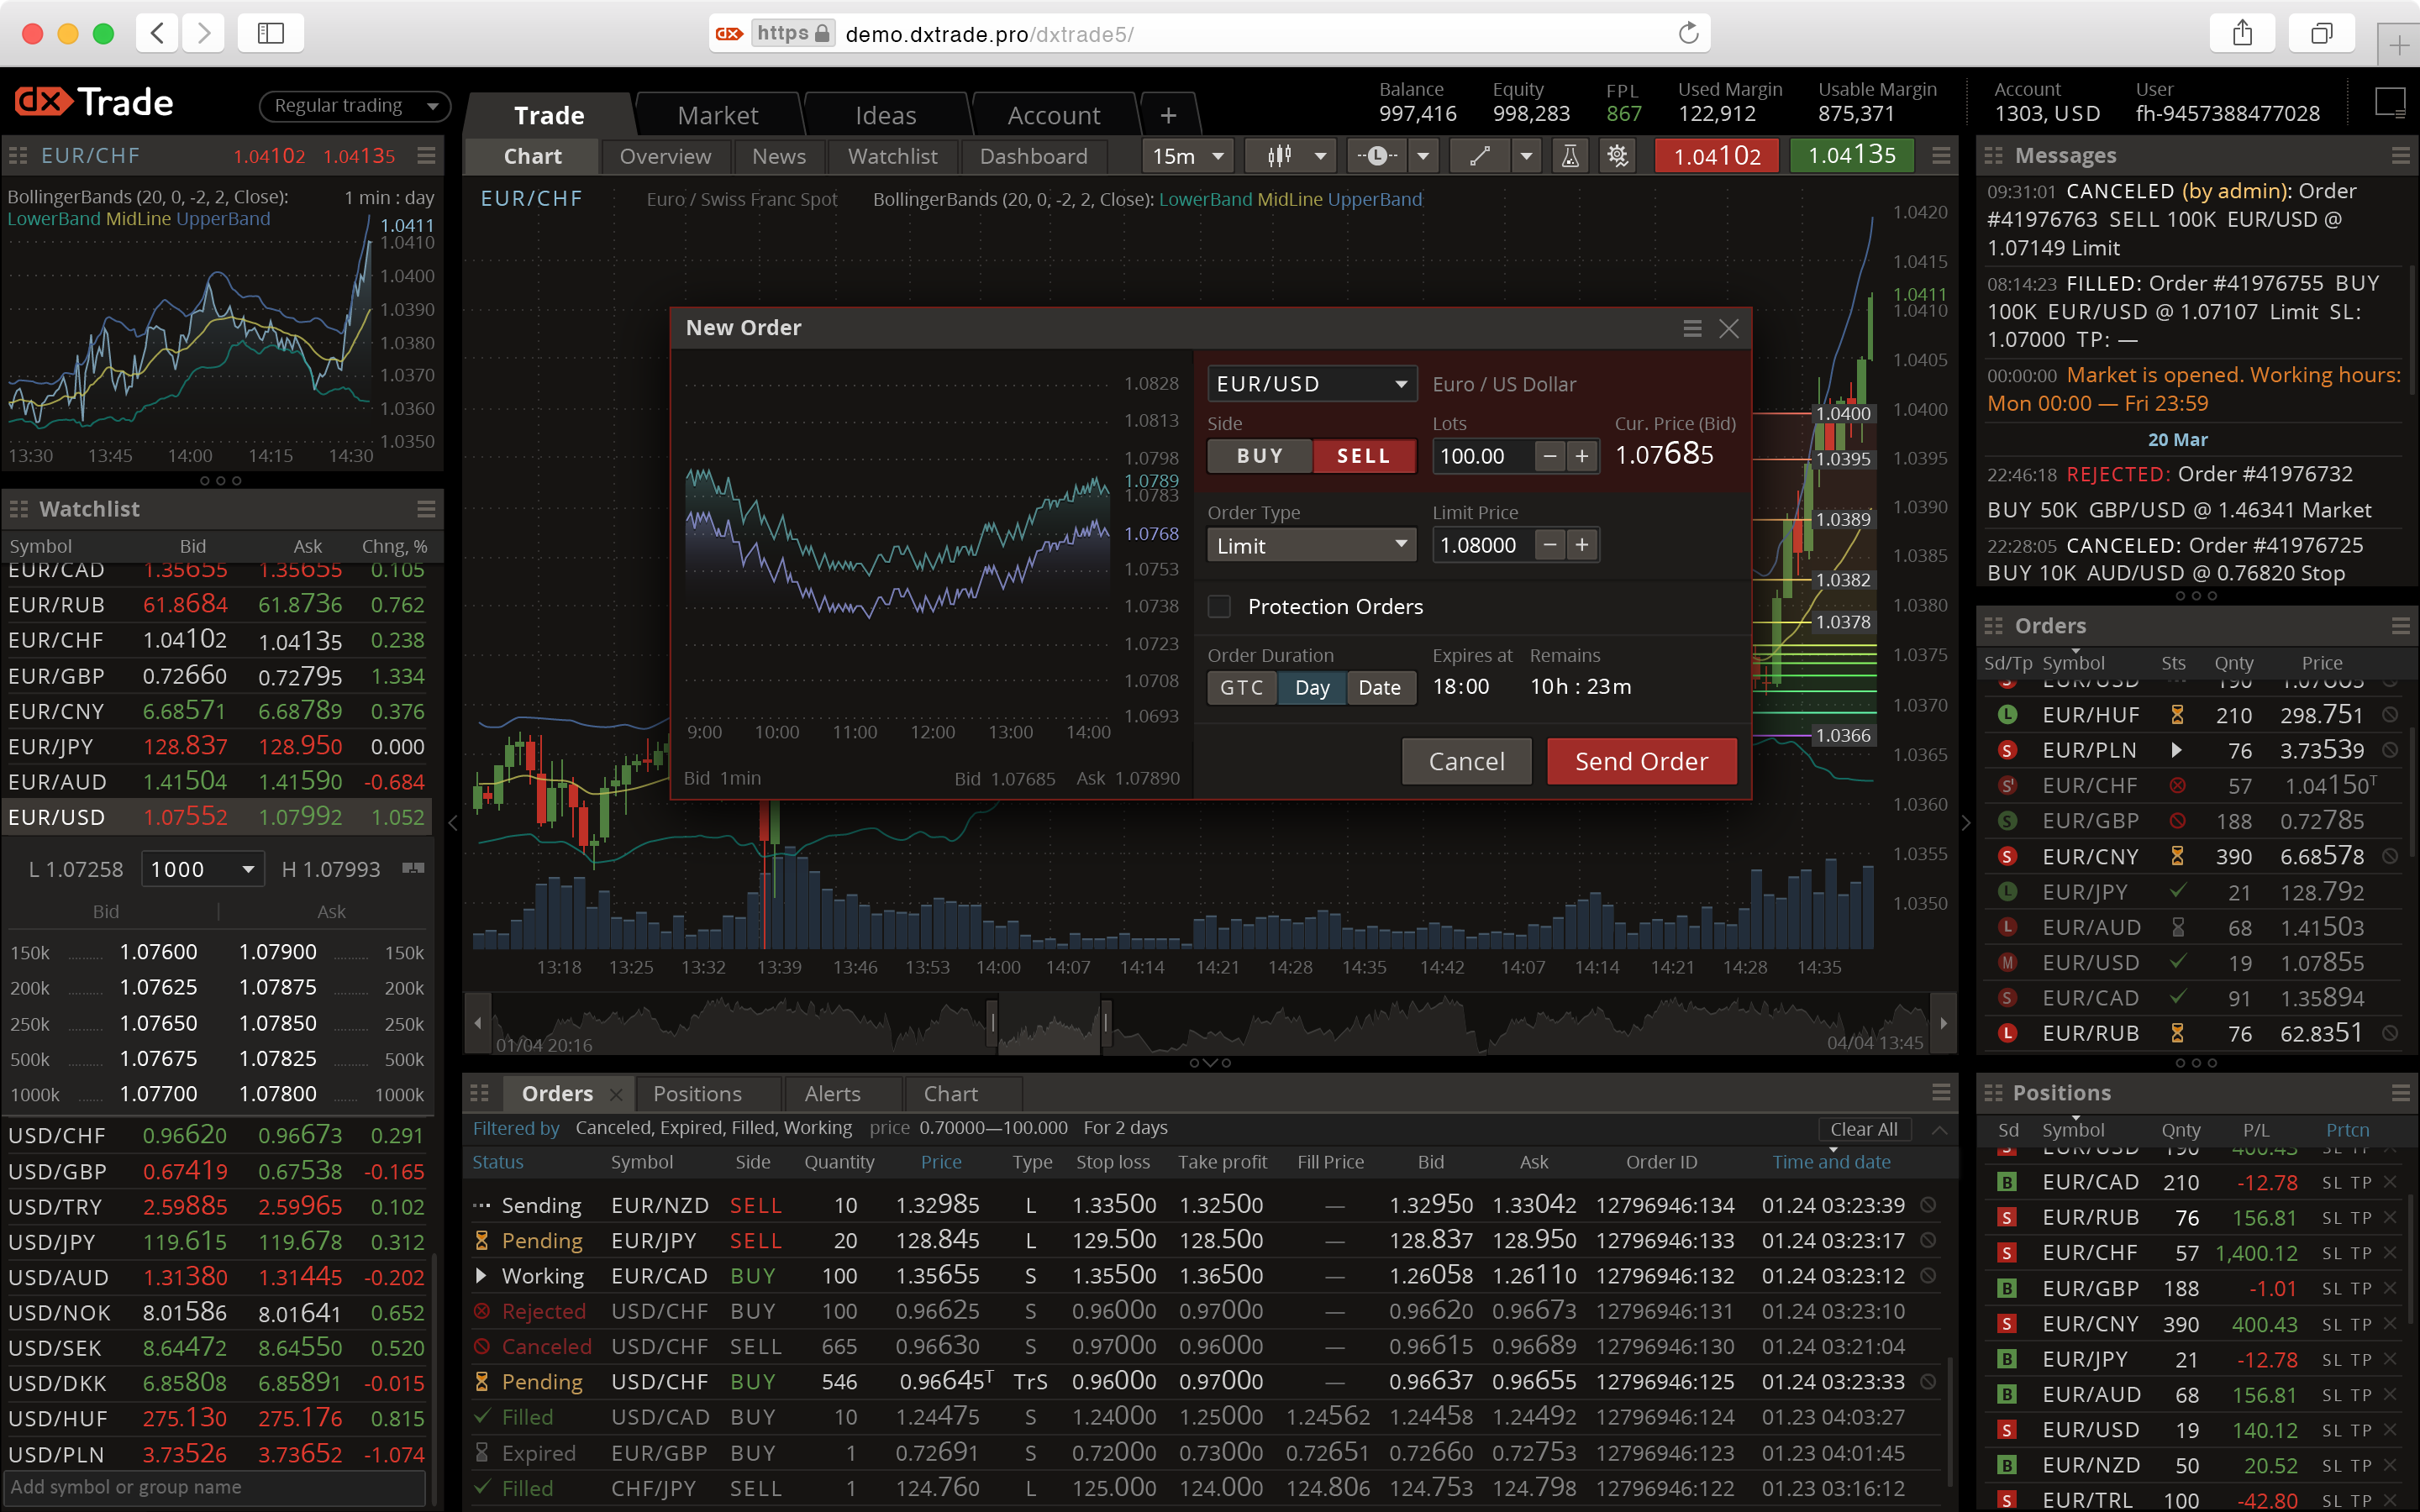 https demo.dxtrade.pro/dxtrade5/
dx Trade
Regular trading
Trade Market Ideas Account +
Balance Equity FPL Used Margin Usable Margin Account User
997,416 998,283 867 122,912 875,371 1303, USD fh-9457388477028
EUR/CHF 1.04102 1.04135
BollingerBands (20, 0, -2, 2, Close): 1 min : day
LowerBand MidLine UpperBand
1.0411
1.0410
1.0400
1.0390
1.0380
1.0370
1.0360
1.0350
13:30 13:45 14:00 14:15 14:30
Watchlist
Symbol Bid Ask Chng, %
EUR/CAD 1.35655 1.35655 0.105
EUR/RUB 61.8684 61.8736 0.762
EUR/CHF 1.04102 1.04135 0.238
EUR/GBP 0.72660 0.72795 1.334
EUR/CNY 6.68571 6.68789 0.376
EUR/JPY 128.837 128.950 0.000
EUR/AUD 1.41504 1.41590 -0.684
EUR/USD 1.07552 1.07992 1.052
L 1.07258 1000 H 1.07993
Bid Ask
150k 1.07600 1.07900 150k
200k 1.07625 1.07875 200k
250k 1.07650 1.07850 250k
500k 1.07675 1.07825 500k
1000k 1.07700 1.07800 1000k
USD/CHF 0.96620 0.96673 0.291
USD/GBP 0.67419 0.67538 -0.165
USD/TRY 2.59885 2.59965 0.102
USD/JPY 119.615 119.678 0.312
USD/AUD 1.31380 1.31445 -0.202
USD/NOK 8.01586 8.01641 0.652
USD/SEK 8.64472 8.64550 0.520
USD/DKK 6.85808 6.85891 -0.015
USD/HUF 275.130 275.176 0.815
USD/PLN 3.73526 3.73652 -1.074
Add symbol or group name
Chart Overview News Watchlist Dashboard 15m L 1.04102 1.04135
EUR/CHF Euro / Swiss Franc Spot BollingerBands (20, 0, -2, 2, Close): LowerBand MidLine UpperBand
1.0420
1.0415
1.0411
1.0410
1.0405
1.0400
1.0395
1.0390
1.0385
1.0380
1.0375
1.0370
1.0365
1.0360
1.0355
1.0350
1.0400
1.0395
1.0389
1.0382
1.0378
1.0366
13:18 13:25 13:32 13:39 13:46 13:53 14:00 14:07 14:14 14:21 14:28 14:35 14:42 14:07 14:14 14:21 14:28 14:35
01/04 20:16 04/04 13:45
New Order
1.0828
1.0813
1.0798
1.0789
1.0783
1.0768
1.0753
1.0738
1.0723
1.0708
1.0693
9:00 10:00 11:00 12:00 13:00 14:00
Bid 1min Bid 1.07685 Ask 1.07890
EUR/USD Euro / US Dollar
Side Lots Cur. Price (Bid)
BUY SELL 100.00 − + 1.07685
Order Type Limit Price
Limit 1.08000 − +
Protection Orders
Order Duration Expires at Remains
GTC Day Date 18:00 10h : 23m
Cancel Send Order
Orders Positions Alerts Chart
Filtered by Canceled, Expired, Filled, Working price 0.70000—100.000 For 2 days Clear All
Status Symbol Side Quantity Price Type Stop loss Take profit Fill Price Bid Ask Order ID Time and date
Sending EUR/NZD SELL 10 1.32985 L 1.33500 1.32500 — 1.32950 1.33042 12796946:134 01.24 03:23:39
Pending EUR/JPY SELL 20 128.845 L 129.500 128.500 — 128.837 128.950 12796946:133 01.24 03:23:17
Working EUR/CAD BUY 100 1.35655 S 1.35500 1.36500 — 1.26058 1.26110 12796946:132 01.24 03:23:12
Rejected USD/CHF BUY 100 0.96625 S 0.96000 0.97000 — 0.96620 0.96673 12796946:131 01.24 03:23:10
Canceled USD/CHF SELL 665 0.96630 S 0.97000 0.96000 — 0.96615 0.96689 12796946:130 01.24 03:21:04
Pending USD/CHF BUY 546 0.96645T TrS 0.96000 0.97000 — 0.96637 0.96655 12796946:125 01.24 03:23:33
Filled USD/CAD BUY 10 1.24475 S 1.24000 1.25000 1.24562 1.24458 1.24492 12796946:124 01.23 04:03:27
Expired EUR/GBP BUY 1 0.72691 S 0.72000 0.73000 0.72651 0.72660 0.72753 12796946:123 01.23 04:01:45
Filled CHF/JPY SELL 1 124.760 L 125.000 124.000 124.806 124.753 124.798 12796946:122 01.23 03:16:12
Messages
09:31:01 CANCELED (by admin): Order
#41976763 SELL 100K EUR/USD @
1.07149 Limit
08:14:23 FILLED: Order #41976755 BUY
100K EUR/USD @ 1.07107 Limit SL:
1.07000 TP: —
00:00:00 Market is opened. Working hours:
Mon 00:00 — Fri 23:59
20 Mar
22:46:18 REJECTED: Order #41976732
BUY 50K GBP/USD @ 1.46341 Market
22:28:05 CANCELED: Order #41976725
BUY 10K AUD/USD @ 0.76820 Stop
Orders
Sd/Tp Symbol Sts Qnty Price
S EUR/USD 190 1.07665
L EUR/HUF 210 298.751
S EUR/PLN 76 3.73539
S EUR/CHF 57 1.04150T
S EUR/GBP 188 0.72785
S EUR/CNY 390 6.68578
L EUR/JPY 21 128.792
L EUR/AUD 68 1.41503
M EUR/USD 19 1.07855
S EUR/CAD 91 1.35894
L EUR/RUB 76 62.8351
Positions
Sd Symbol Qnty P/L Prtcn
S EUR/USD 190 400.43 SL TP
B EUR/CAD 210 -12.78 SL TP
S EUR/RUB 76 156.81 SL TP
S EUR/CHF 57 1,400.12 SL TP
B EUR/GBP 188 -1.01 SL TP
S EUR/CNY 390 400.43 SL TP
B EUR/JPY 21 -12.78 SL TP
B EUR/AUD 68 156.81 SL TP
S EUR/USD 19 140.12 SL TP
B EUR/NZD 50 20.52 SL TP
S EUR/TRL 100 -42.80 SL TP